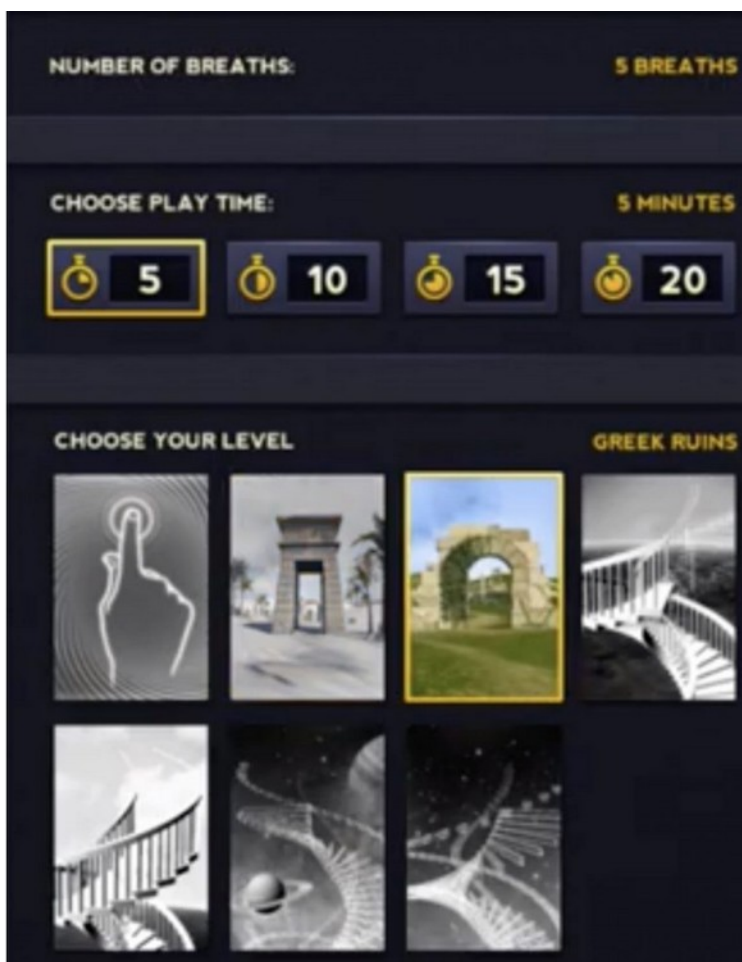 NUMBER OF BREATHS: 5 BREATHS
CHOOSE PLAY TIME: 5 MINUTES
5 10 15 20
CHOOSE YOUR LEVEL GREEK RUINS